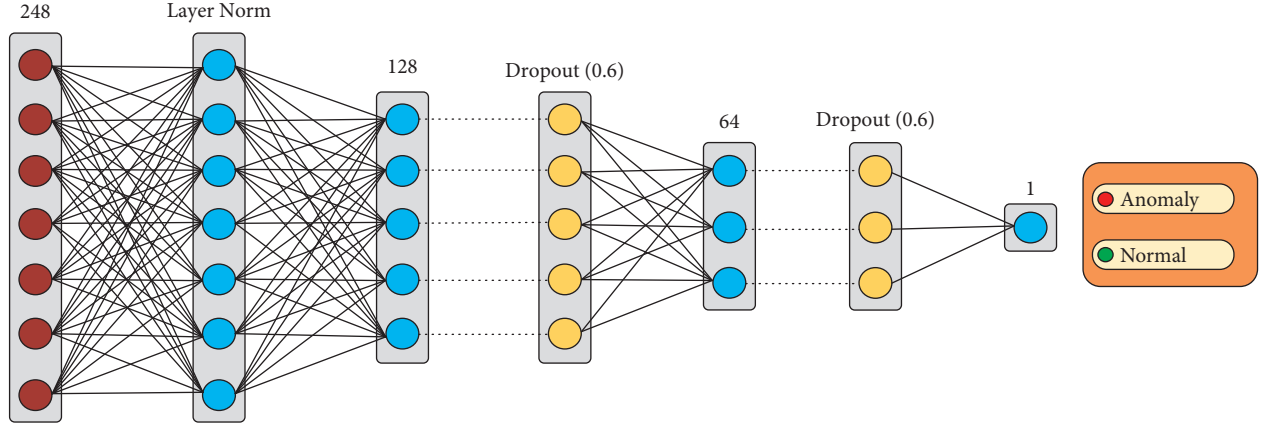 248
Layer Norm
128
Dropout (0.6)
64
Dropout (0.6)
1
Anomaly
Normal